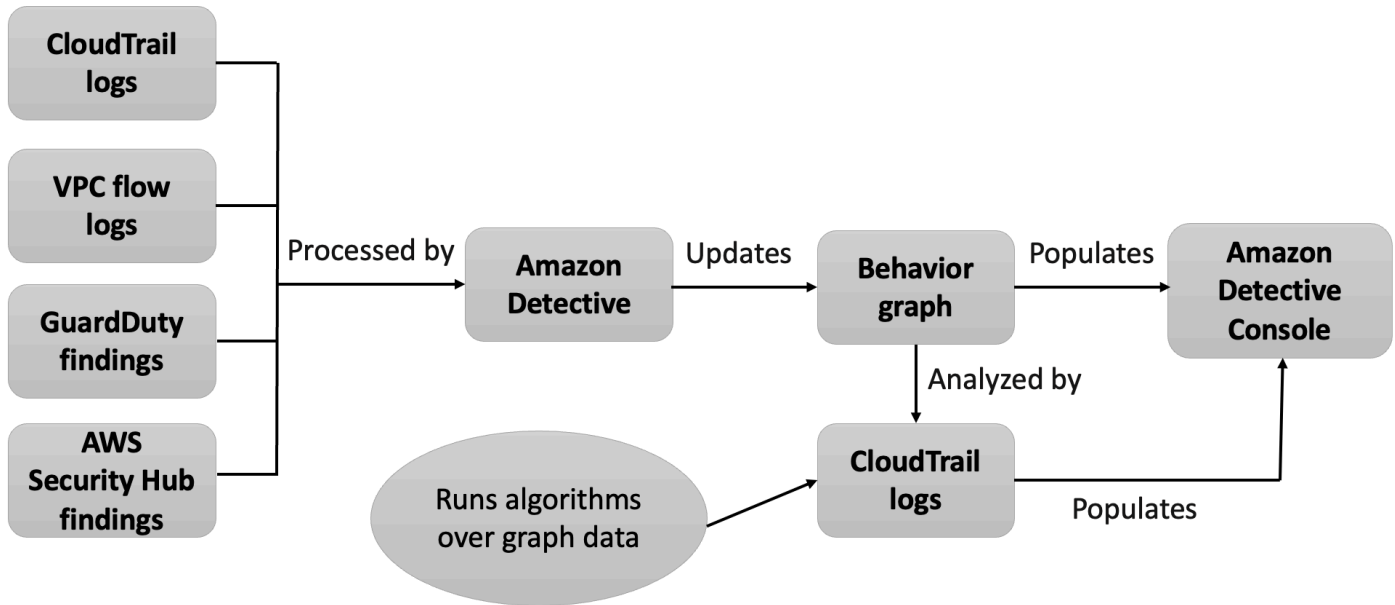 CloudTrail
logs
VPC flow
logs
GuardDuty
findings
AWS
Security Hub
findings
Processed by
Amazon
Detective
Updates
Behavior
graph
Populates
Amazon
Detective
Console
Analyzed by
Runs algorithms
over graph data
CloudTrail
logs
Populates